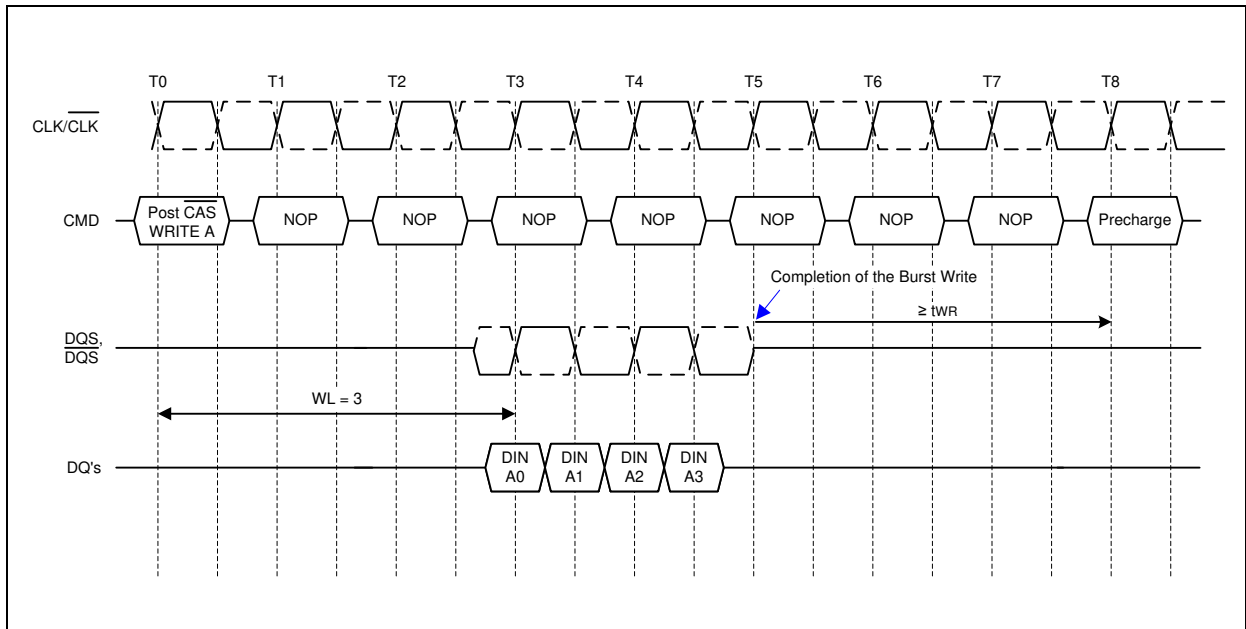 T0 T1 T2 T3 T4 T5 T6 T7 T8
CLK/CLK
CMD
Post CAS
WRITE A
NOP NOP NOP NOP NOP NOP NOP Precharge
Completion of the Burst Write
≥ tWR
DQS,
DQS
WL = 3
DQ's
DIN A0
DIN A1
DIN A2
DIN A3